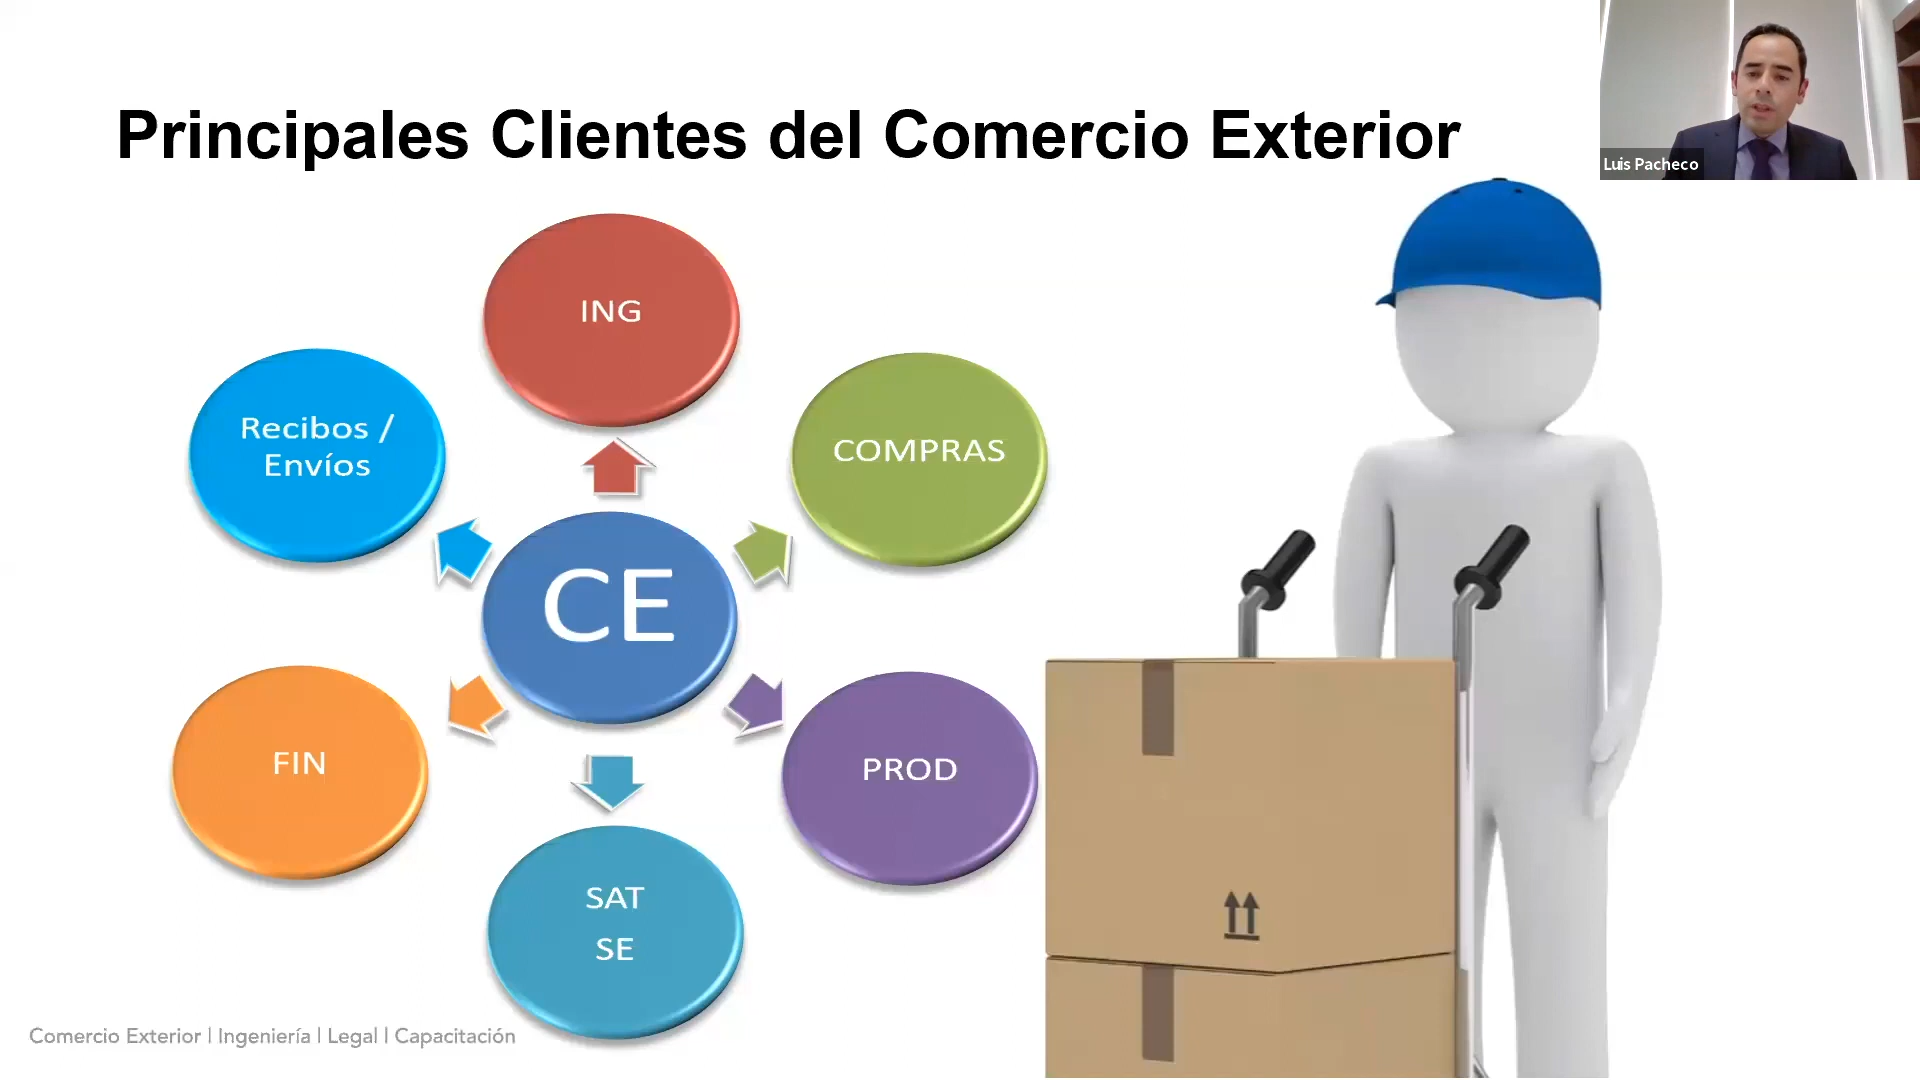 Principales Clientes del Comercio Exterior
Luis Pacheco
ING
Recibos /
Envíos
COMPRAS
CE
FIN
PROD
SAT
SE
Comercio Exterior | Ingeniería | Legal | Capacitación